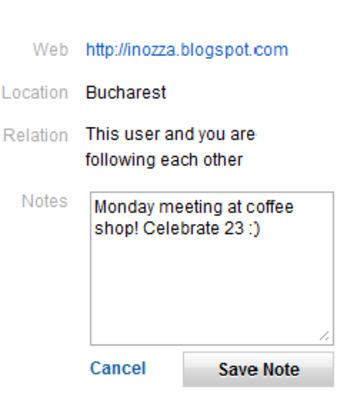 Web http://inozza.blogspot.com
Location Bucharest
Relation This user and you are
following each other
Notes Monday meeting at coffee
shop! Celebrate 23 :')
Cancel Save Note